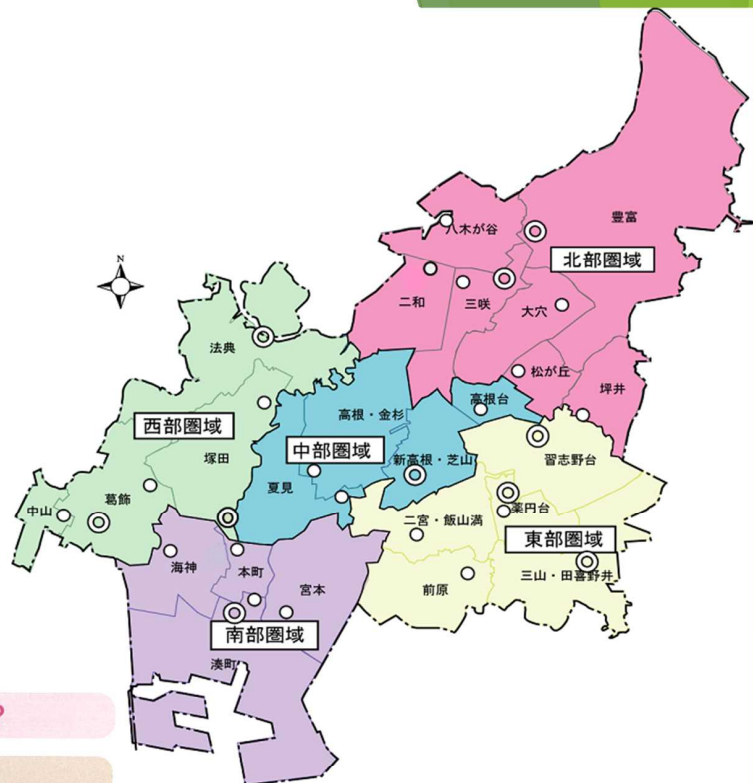 豊富
八木が谷
北部圏域
N
二和
三咲
大穴
法典
松が丘
坪井
高根台
高根・金杉
西部圏域
中部圏域
塚田
新高根・芝山
習志野台
夏見
葛飾
中山
薬円台
二宮・飯山満
東部圏域
海神
本町
三山・田喜野井
宮本
前原
南部圏域
湊町